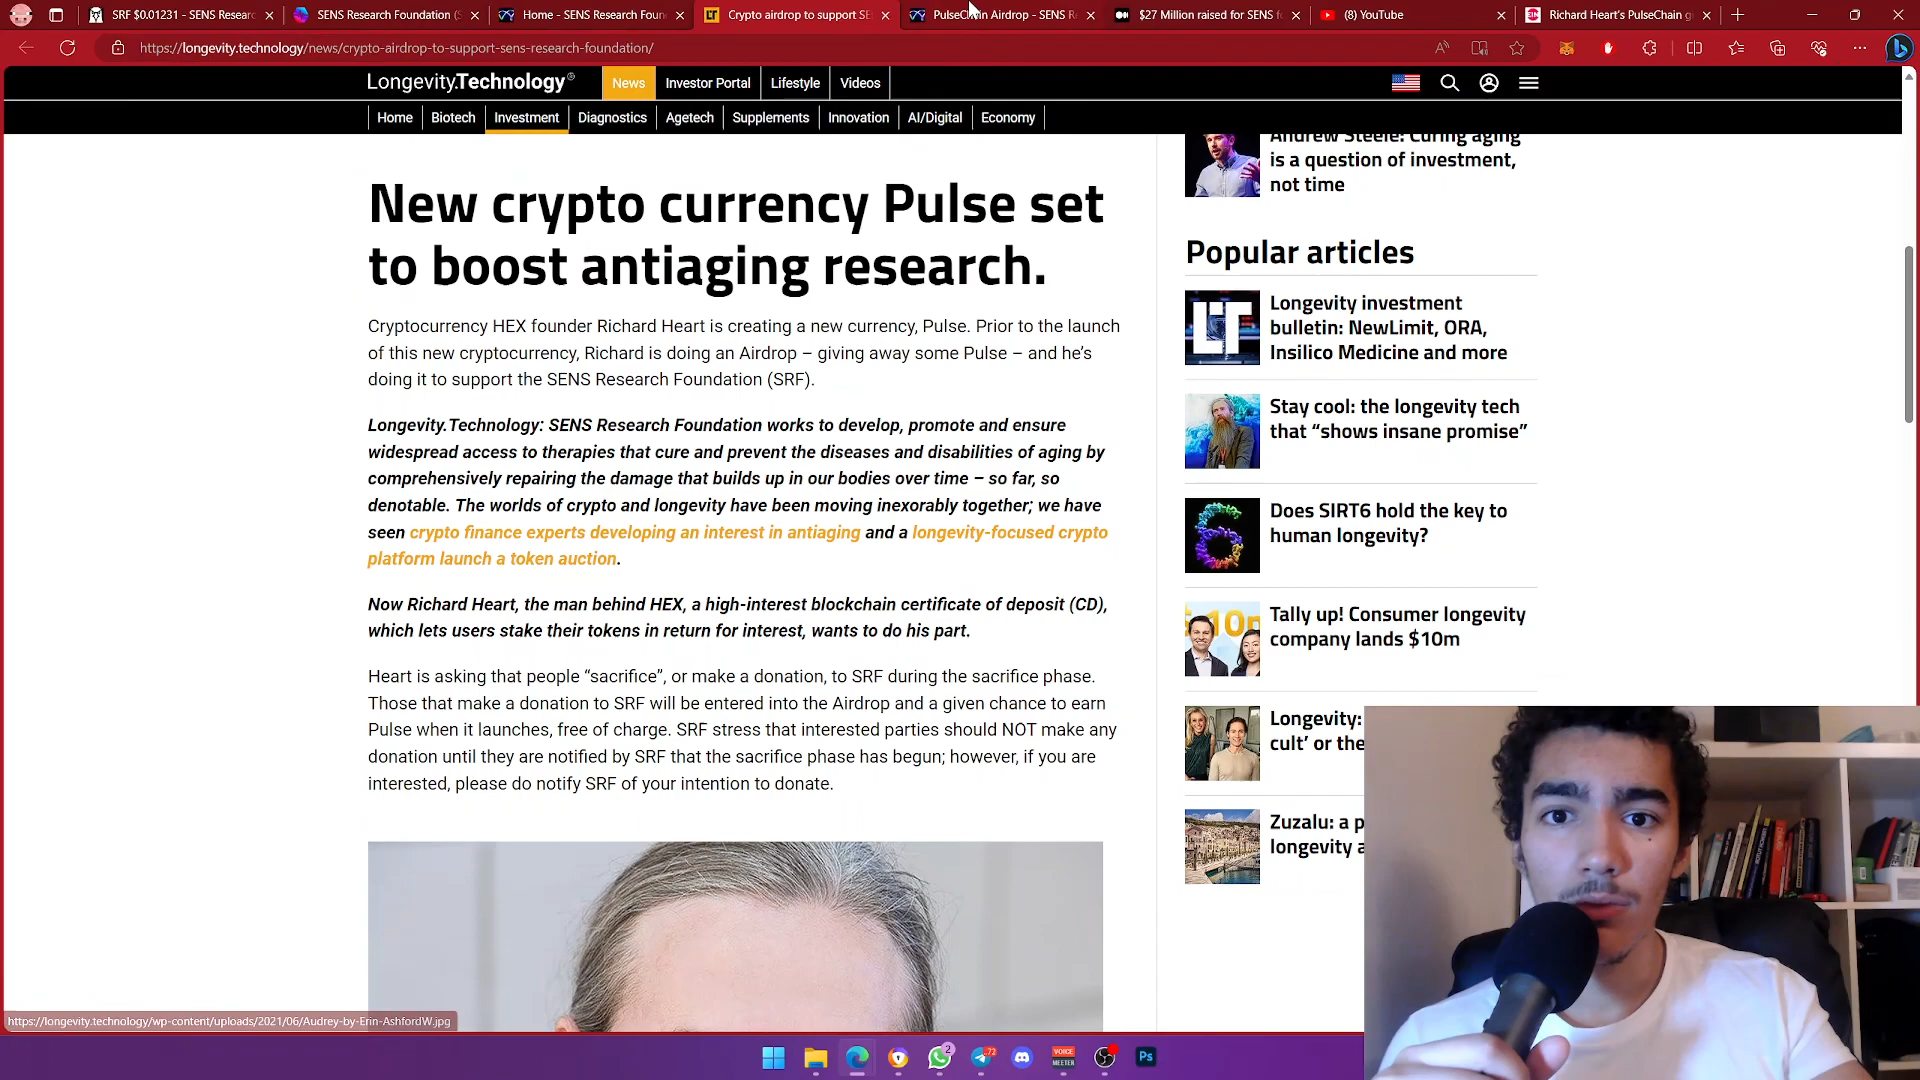 SRF $0.01231 - SENS Researc
SENS Research Foundation (S
Home - SENS Research Foun
Crypto airdrop to support SE
PulseChain Airdrop - SENS R
$27 Million raised for SENS f
(8) YouTube
Richard Heart's PulseChain g
https://longevity.technology/news/crypto-airdrop-to-support-sens-research-foundation/
Longevity.Technology
News
Investor Portal
Lifestyle
Videos
Home
Biotech
Investment
Diagnostics
Agetech
Supplements
Innovation
AI/Digital
Economy
New crypto currency Pulse set
to boost antiaging research.
Cryptocurrency HEX founder Richard Heart is creating a new currency, Pulse. Prior to the launch
of this new cryptocurrency, Richard is doing an Airdrop – giving away some Pulse – and he's
doing it to support the SENS Research Foundation (SRF).
Longevity.Technology: SENS Research Foundation works to develop, promote and ensure
widespread access to therapies that cure and prevent the diseases and disabilities of aging by
comprehensively repairing the damage that builds up in our bodies over time – so far, so
denotable. The worlds of crypto and longevity have been moving inexorably together; we have
seen crypto finance experts developing an interest in antiaging and a longevity-focused crypto
platform launch a token auction.
Now Richard Heart, the man behind HEX, a high-interest blockchain certificate of deposit (CD),
which lets users stake their tokens in return for interest, wants to do his part.
Heart is asking that people “sacrifice”, or make a donation, to SRF during the sacrifice phase.
Those that make a donation to SRF will be entered into the Airdrop and a given chance to earn
Pulse when it launches, free of charge. SRF stress that interested parties should NOT make any
donation until they are notified by SRF that the sacrifice phase has begun; however, if you are
interested, please do notify SRF of your intention to donate.
Andrew Steele: Curing aging
is a question of investment,
not time
Popular articles
Longevity investment
bulletin: NewLimit, ORA,
Insilico Medicine and more
Stay cool: the longevity tech
that “shows insane promise”
Does SIRT6 hold the key to
human longevity?
Tally up! Consumer longevity
company lands $10m
Longevity:
cult’ or the
Zuzalu: a p
longevity a
https://longevity.technology/wp-content/uploads/2021/06/Audrey-by-Erin-AshfordW.jpg
2
72
VOICE
MEETER
Ps